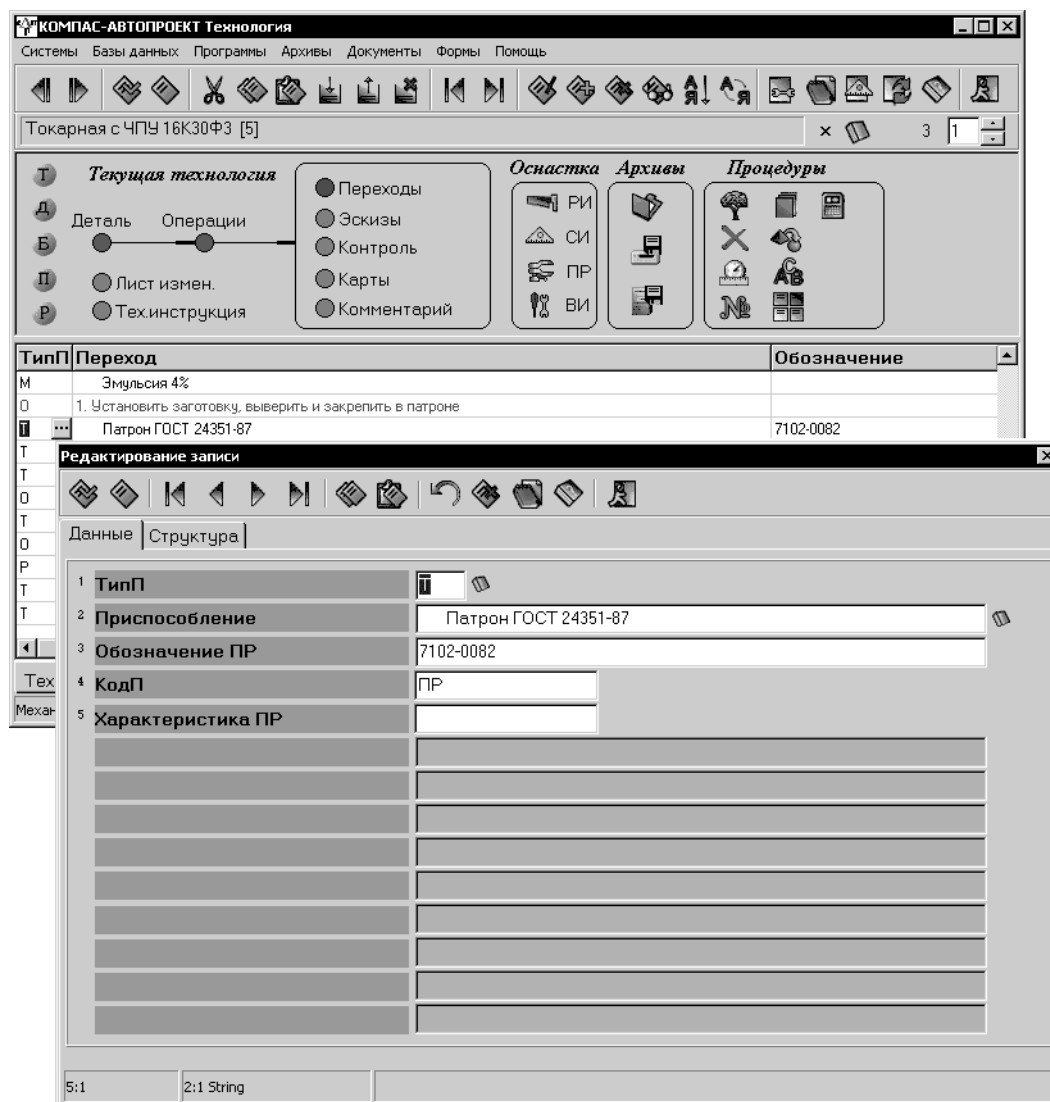 КОМПАС-АВТОПРОЕКТ Технология
Системы Базы данных Программы Архивы Документы Формы Помощь
Токарная с ЧПУ 16К30Ф3 [5] 3 1
Текущая технология Оснастка Архивы Процедуры
Т
Д
Б
П
Р
Деталь Операции
Лист измен.
Тех.инструкция
Переходы
Эскизы
Контроль
Карты
Комментарий
РИ
СИ
ПР
ВИ
ТипП Переход Обозначение
М Эмульсия 4%
О 1. Установить заготовку, выверить и закрепить в патроне
Т ... Патрон ГОСТ 24351-87 7102-0082
Т
Т
О
Т
О
Р
Т
Т
Тех
Механ
Редактирование записи
Данные Структура
1 ТипП Т
2 Приспособление Патрон ГОСТ 24351-87
3 Обозначение ПР 7102-0082
4 КодП ПР
5 Характеристика ПР
5:1 2:1 String